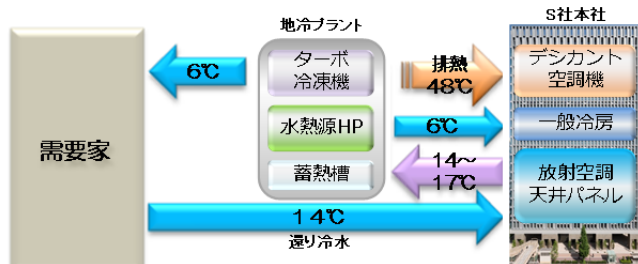 地冷プラント
S社本社
ターボ
冷凍機
水熱源HP
蓄熱槽
6℃
排熱
48℃
6℃
14～
17℃
デシカント
空調機
一般冷房
放射空調
天井パネル
需要家
14℃
還り冷水